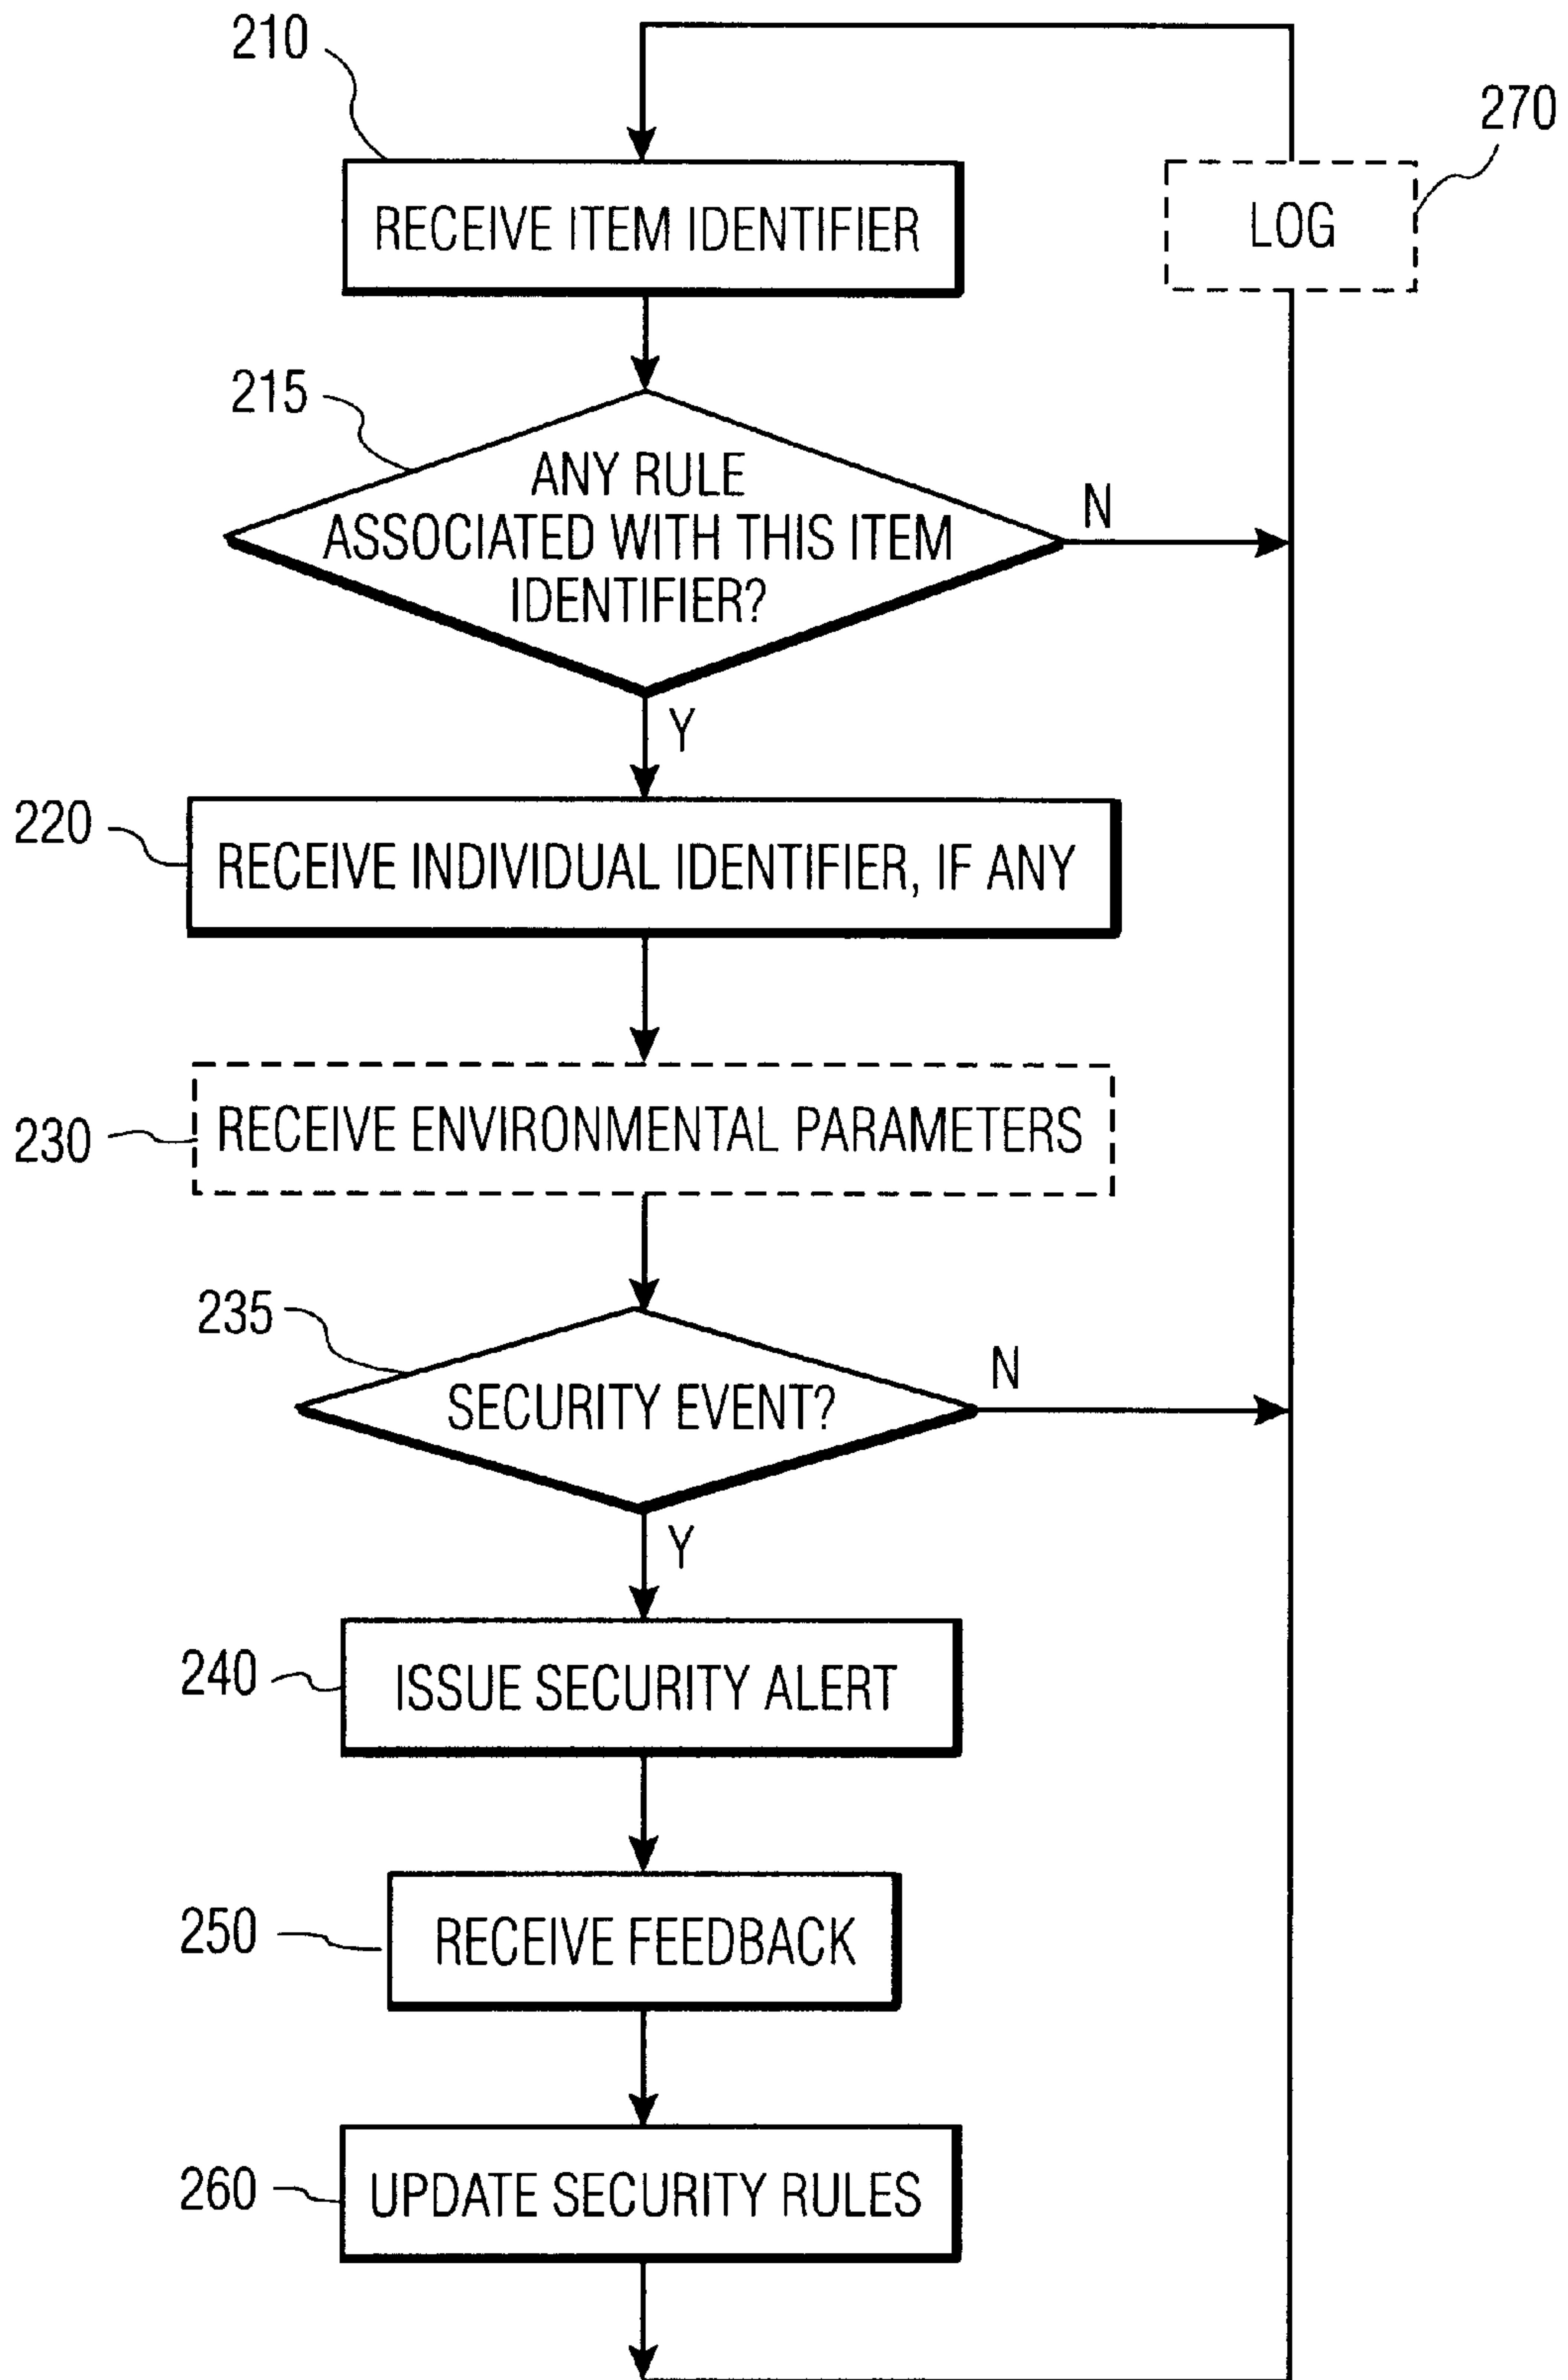 210
270
RECEIVE ITEM IDENTIFIER
LOG
215
ANY RULE
ASSOCIATED WITH THIS ITEM
IDENTIFIER?
N
Y
220
RECEIVE INDIVIDUAL IDENTIFIER, IF ANY
230
RECEIVE ENVIRONMENTAL PARAMETERS
235
SECURITY EVENT?
N
Y
240
ISSUE SECURITY ALERT
250
RECEIVE FEEDBACK
260
UPDATE SECURITY RULES